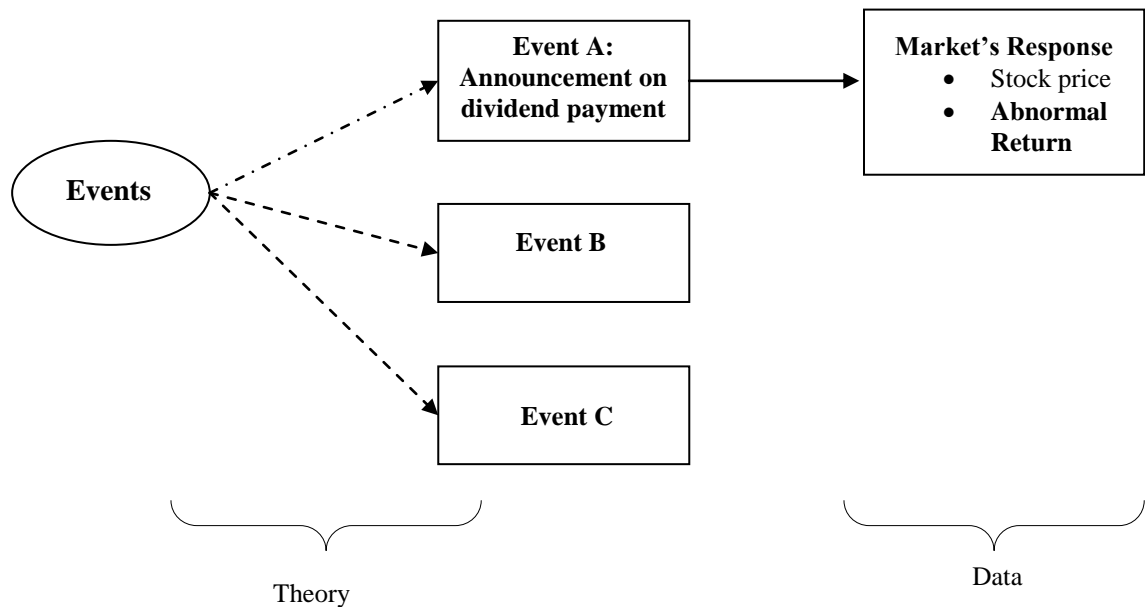 Event A:
Announcement on
dividend payment
Market’s Response
• Stock price
• Abnormal
Return
Events
Event B
Event C
Theory
Data